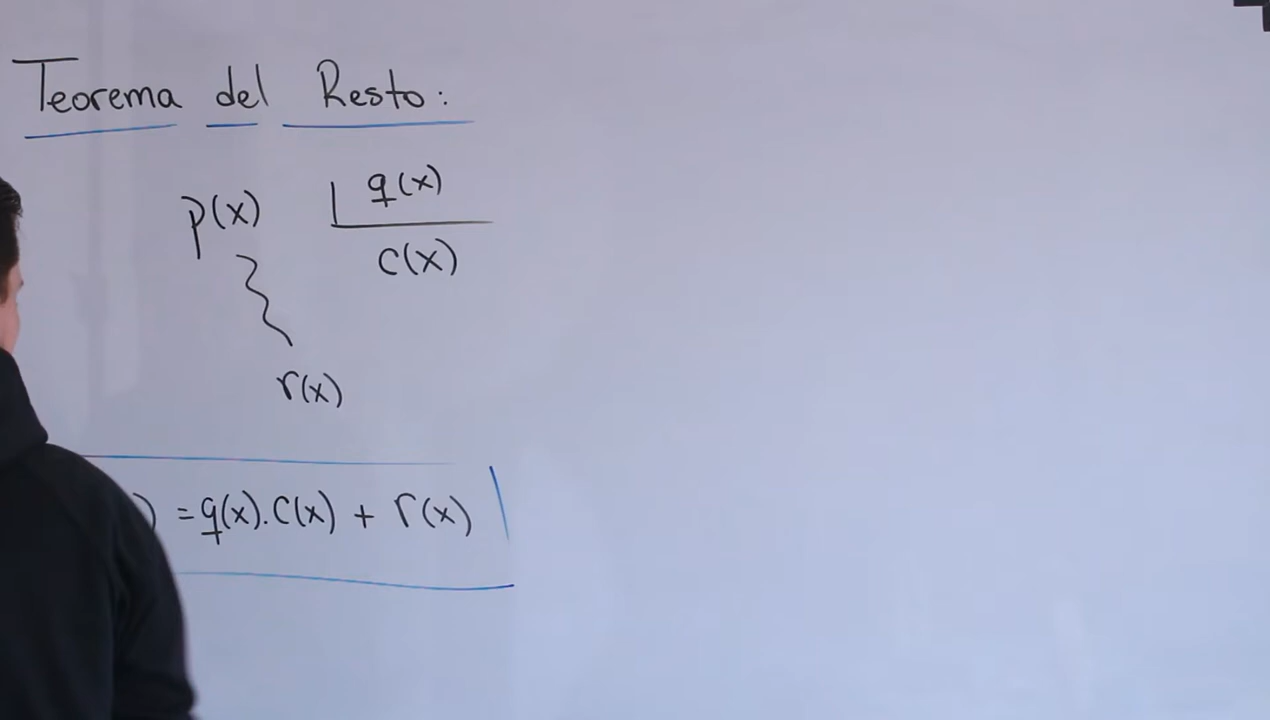 Teorema del Resto:
p(x) q(x)
c(x)
r(x)
) = q(x).c(x) + r(x)